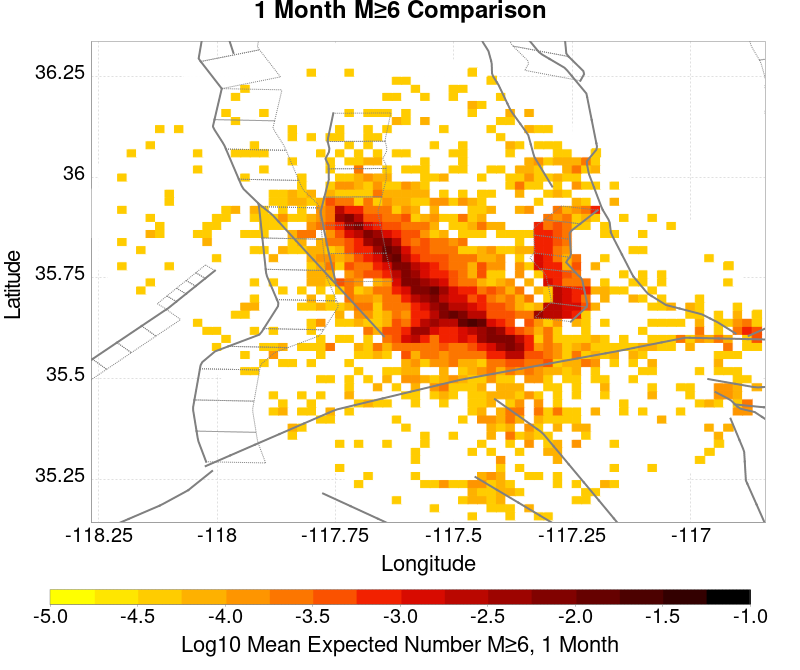 1 Month M≥6 Comparison
36.25
36
35.75
35.5
35.25
Latitude
-118.25 -118 -117.75 -117.5 -117.25 -117
Longitude
-5.0 -4.5 -4.0 -3.5 -3.0 -2.5 -2.0 -1.5 -1.0
Log10 Mean Expected Number M≥6, 1 Month